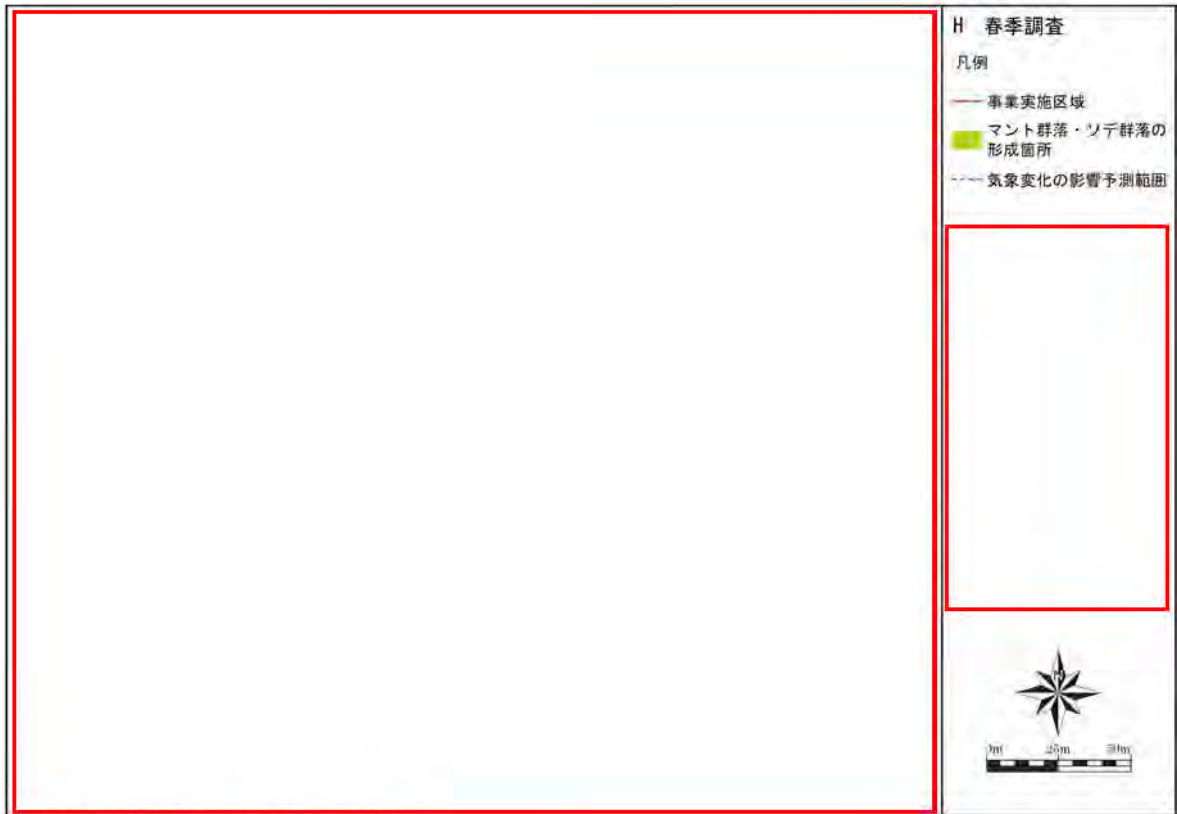 H 春季調査
凡例
事業実施区域
マント群落・ソデ群落の
形成箇所
気象変化の影響予測範囲
0m 25m 50m